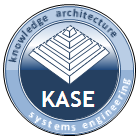 knowledge architecture
KASE
systems engineering